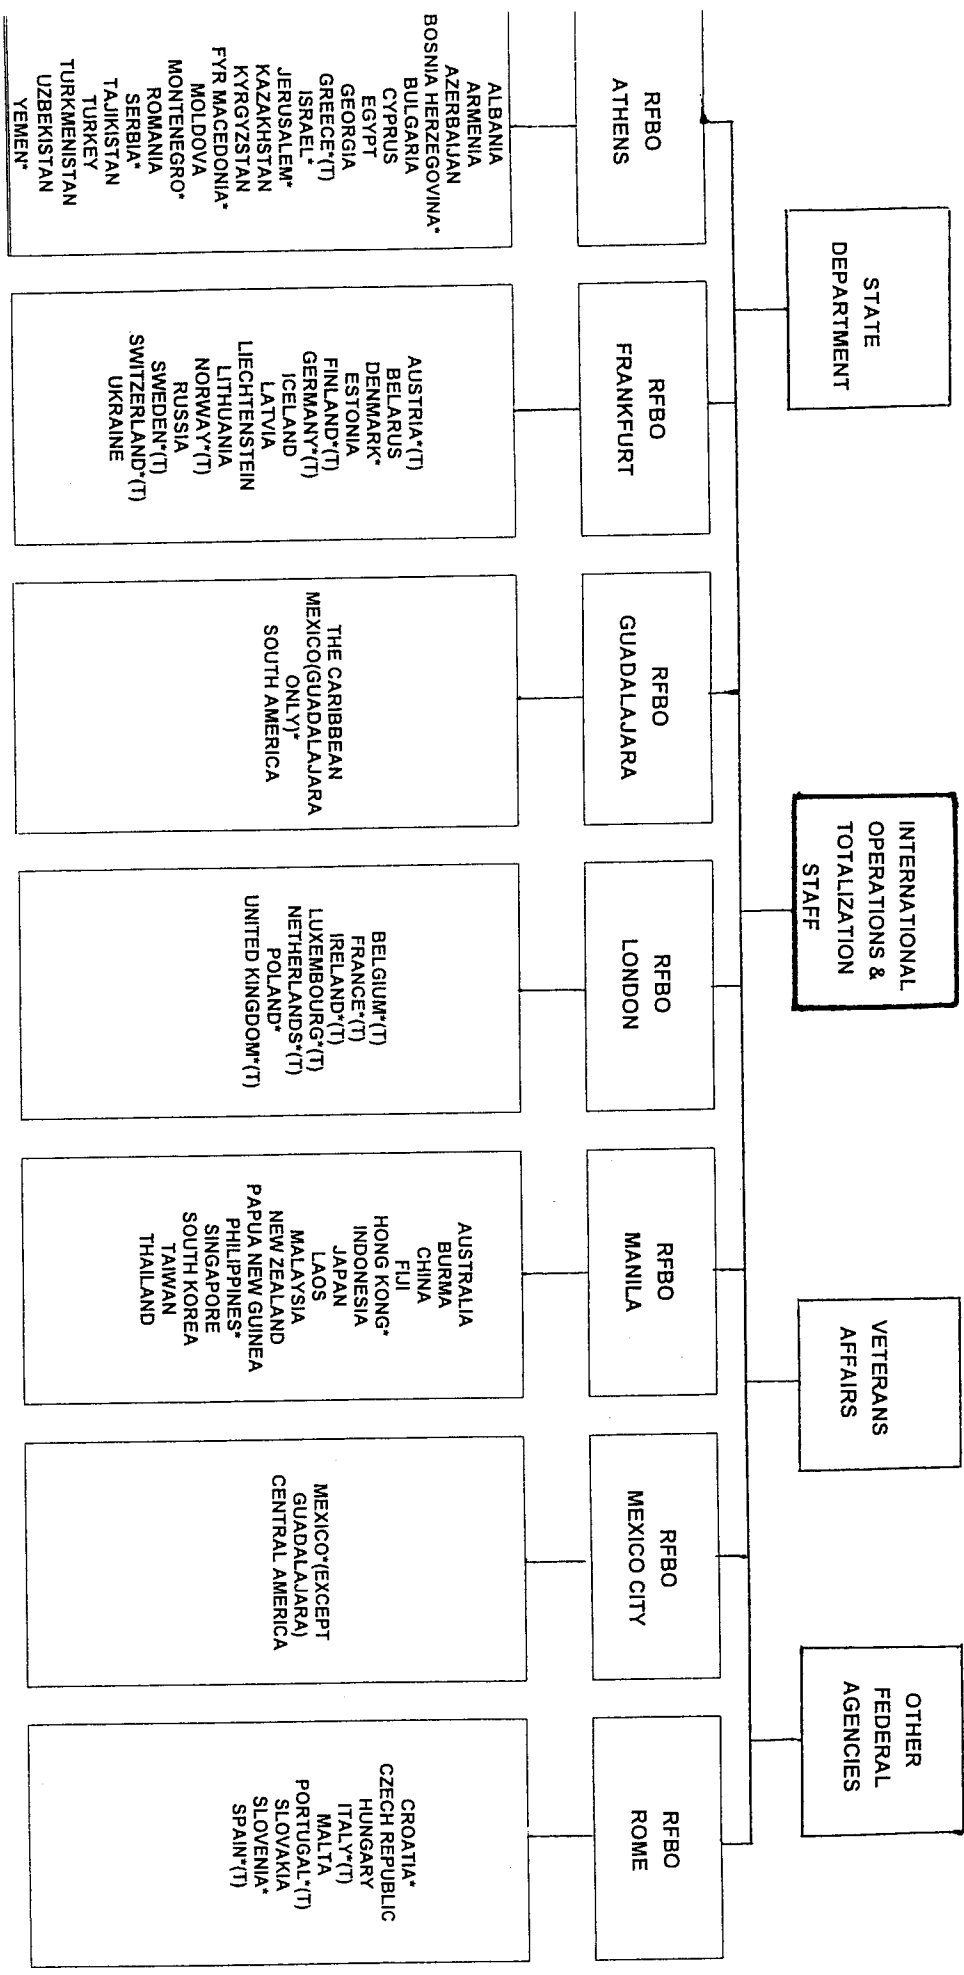 STATE
DEPARTMENT
INTERNATIONAL
OPERATIONS &
TOTALIZATION
STAFF
VETERANS
AFFAIRS
OTHER
FEDERAL
AGENCIES
RFBO
ATHENS
RFBO
FRANKFURT
RFBO
GUADALAJARA
RFBO
LONDON
RFBO
MANILA
RFBO
MEXICO CITY
RFBO
ROME
ALBANIA
ARMENIA
AZERBAIJAN
BOSNIA HERZEGOVINA*
BULGARIA
CYPRUS
EGYPT
GEORGIA
GREECE*(T)
ISRAEL*
JERUSALEM*
KAZAKHSTAN
KYRGYZSTAN
FYR MACEDONIA*
MOLDOVA
MONTENEGRO*
ROMANIA
SERBIA*
TAJIKISTAN
TURKEY
TURKMENISTAN
UZBEKISTAN
YEMEN*
AUSTRIA*(T)
BELARUS
DENMARK*
ESTONIA
FINLAND*(T)
GERMANY*(T)
ICELAND
LATVIA
LIECHTENSTEIN
LITHUANIA
NORWAY*(T)
RUSSIA
SWEDEN*(T)
SWITZERLAND*(T)
UKRAINE
THE CARIBBEAN
MEXICO(GUADALAJARA
ONLY)*
SOUTH AMERICA
BELGIUM*(T)
FRANCE*(T)
IRELAND*(T)
LUXEMBOURG*(T)
NETHERLANDS*(T)
POLAND*
UNITED KINGDOM*(T)
AUSTRALIA
BURMA
CHINA
FIJI
HONG KONG*
INDONESIA
JAPAN
LAOS
MALAYSIA
NEW ZEALAND
PAPUA NEW GUINEA
PHILIPPINES*
SINGAPORE
SOUTH KOREA
TAIWAN
THAILAND
MEXICO*(EXCEPT
GUADALAJARA)
CENTRAL AMERICA
CROATIA*
CZECH REPUBLIC
HUNGARY
ITALY*(T)
MALTA
PORTUGAL*(T)
SLOVAKIA
SLOVENIA*
SPAIN*(T)